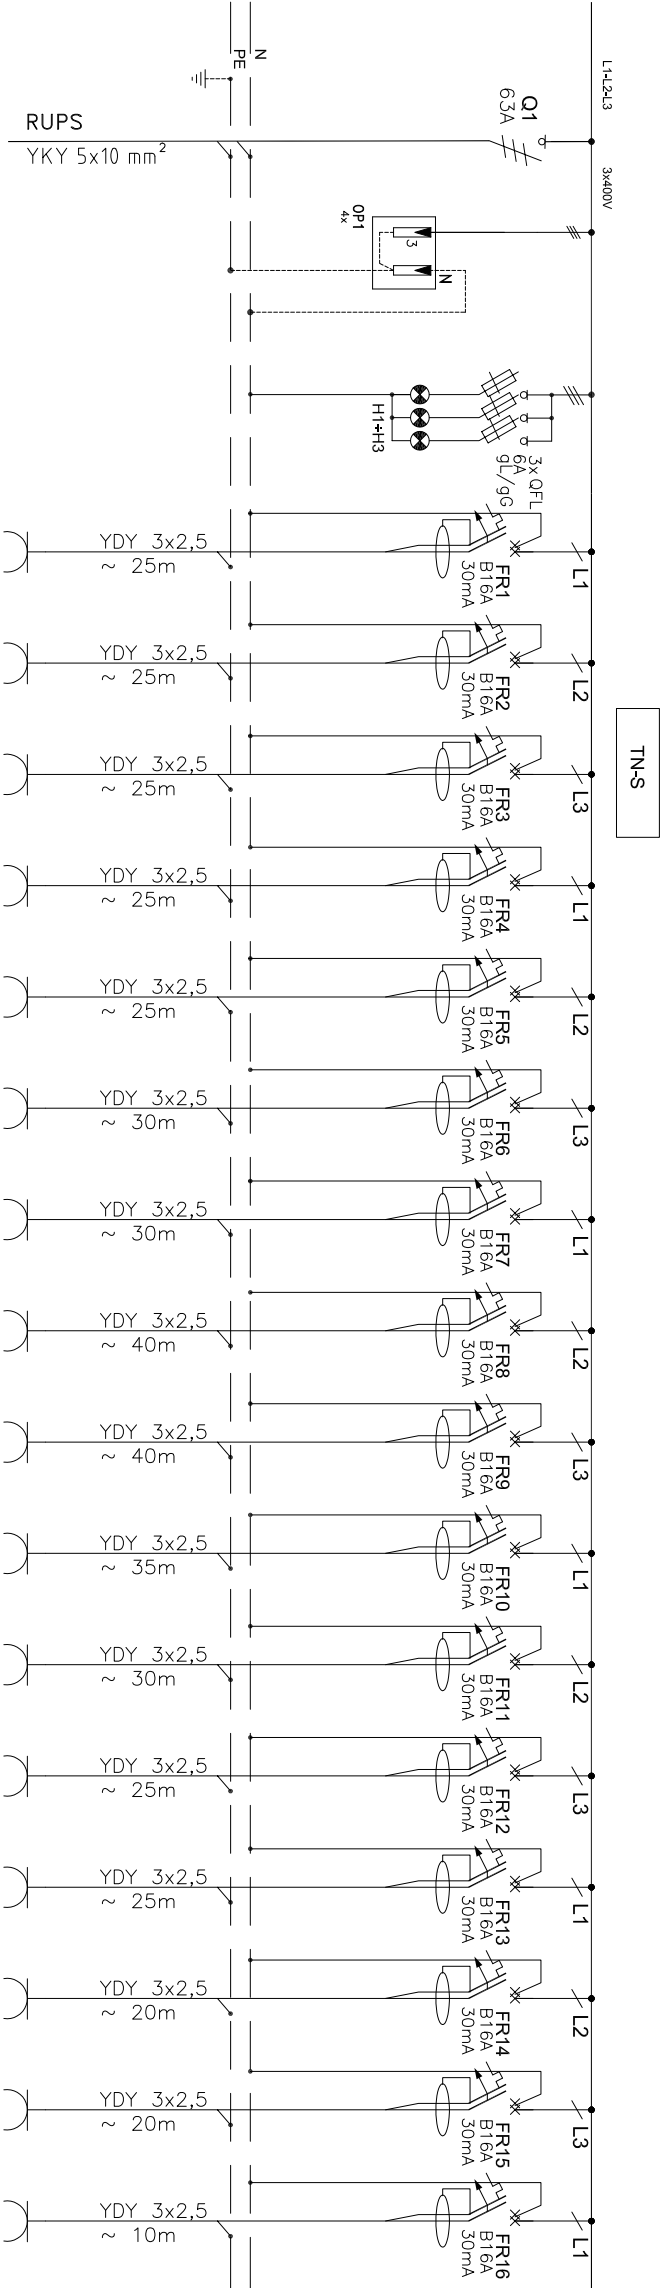 L1-L2-L3
3x400V
N
PE
Q1
63A
RUPS
YKY 5x10 mm²
OP1
4x
3
N
H1÷H3
3x QFL
6A
gL/gG
TN-S
L1
FR1
B16A
30mA
YDY 3x2,5
~ 25m
L2
FR2
B16A
30mA
YDY 3x2,5
~ 25m
L3
FR3
B16A
30mA
YDY 3x2,5
~ 25m
L1
FR4
B16A
30mA
YDY 3x2,5
~ 25m
L2
FR5
B16A
30mA
YDY 3x2,5
~ 25m
L3
FR6
B16A
30mA
YDY 3x2,5
~ 30m
L1
FR7
B16A
30mA
YDY 3x2,5
~ 30m
L2
FR8
B16A
30mA
YDY 3x2,5
~ 40m
L3
FR9
B16A
30mA
YDY 3x2,5
~ 40m
L1
FR10
B16A
30mA
YDY 3x2,5
~ 35m
L2
FR11
B16A
30mA
YDY 3x2,5
~ 30m
L3
FR12
B16A
30mA
YDY 3x2,5
~ 25m
L1
FR13
B16A
30mA
YDY 3x2,5
~ 25m
L2
FR14
B16A
30mA
YDY 3x2,5
~ 20m
L3
FR15
B16A
30mA
YDY 3x2,5
~ 20m
L1
FR16
B16A
30mA
YDY 3x2,5
~ 10m